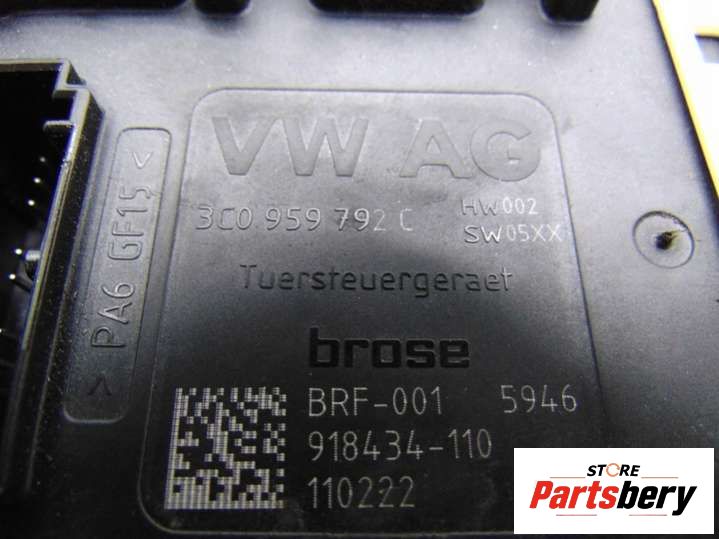 VW AG
3C0 959 792 C
HW002
SW05XX
Tuersteuergeraet
brose
BRF-001 5946
918434-110
110222
> PA6 GF15 <
STORE
Partsbery